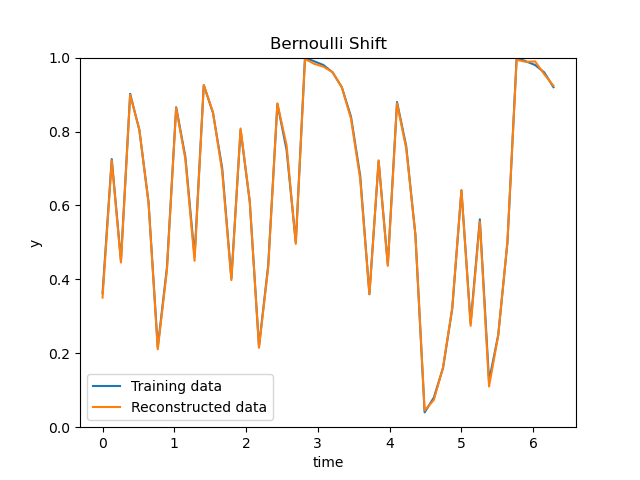 Bernoulli Shift
1.0
0.8
0.6
0.4
0.2
0.0
y
Training data
Reconstructed data
0 1 2 3 4 5 6
time